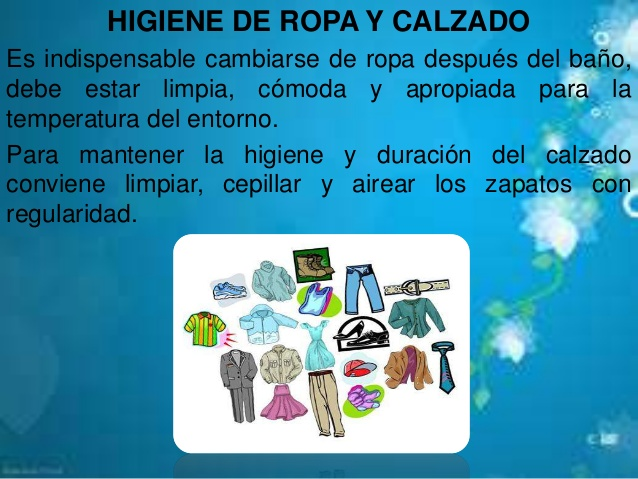 HIGIENE DE ROPA Y CALZADO
Es indispensable cambiarse de ropa después del baño,
debe estar limpia, cómoda y apropiada para la
temperatura del entorno.
Para mantener la higiene y duración del calzado
conviene limpiar, cepillar y airear los zapatos con
regularidad.